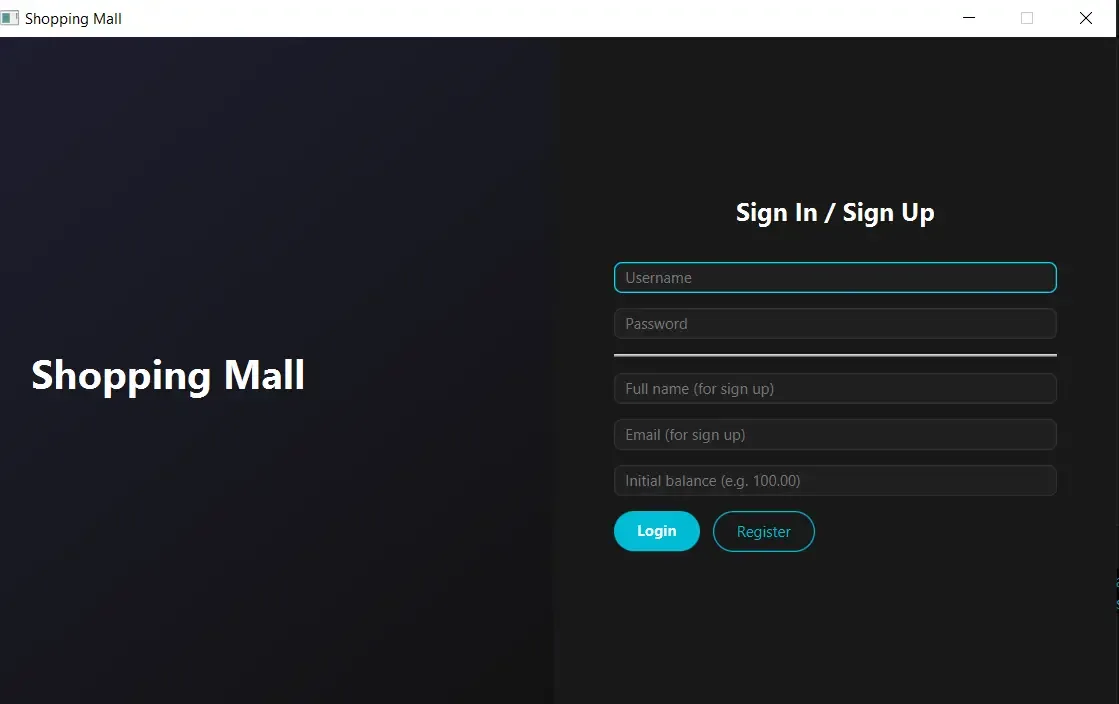 Shopping Mall
Shopping Mall
Sign In / Sign Up
Username
Password
Full name (for sign up)
Email (for sign up)
Initial balance (e.g. 100.00)
Login
Register